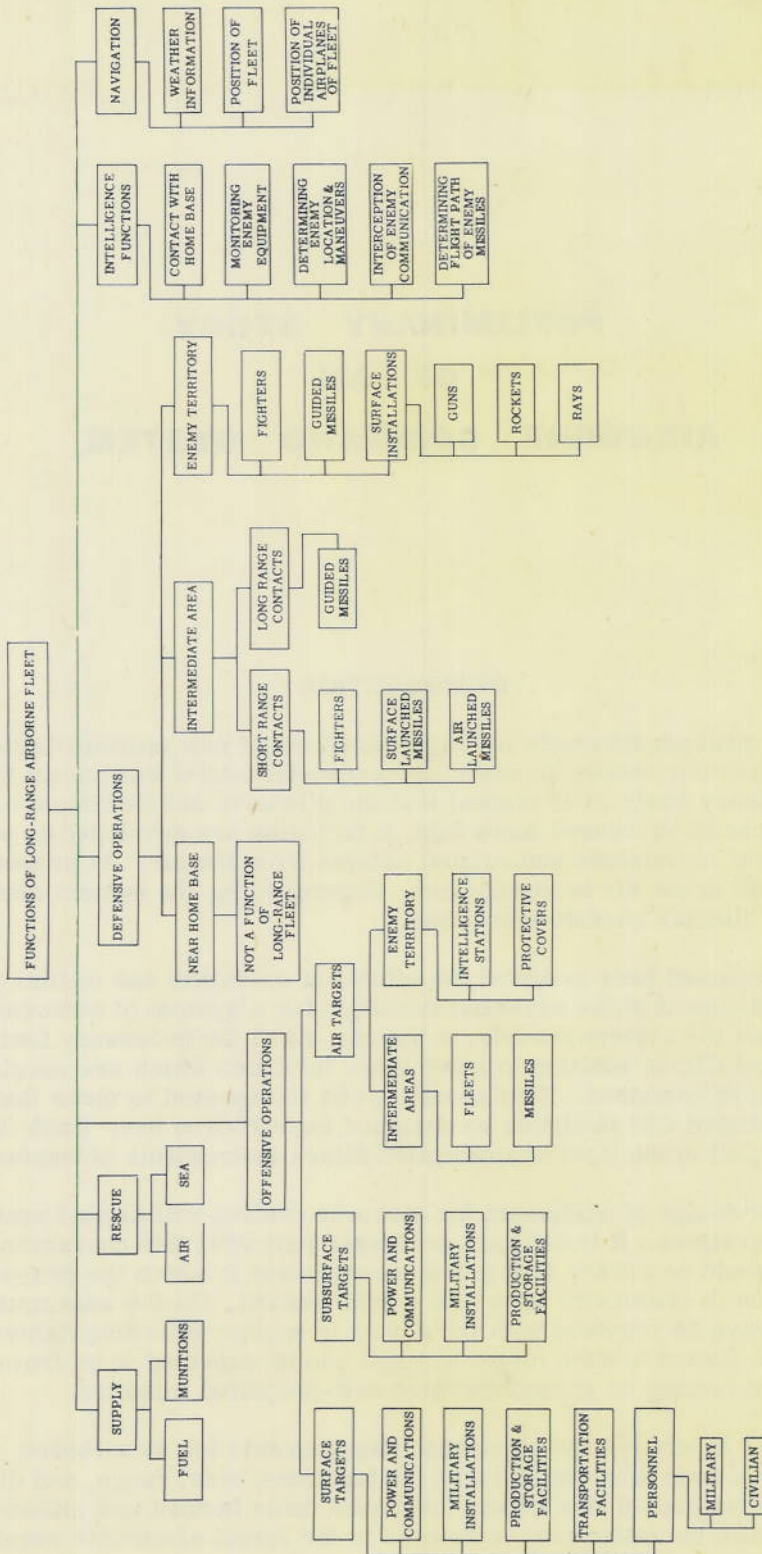 FUNCTIONS OF LONG-RANGE AIRBORNE FLEET
SUPPLY
FUEL
MUNITIONS
RESCUE
AIR
SEA
OFFENSIVE OPERATIONS
SURFACE
TARGETS
POWER AND
COMMUNICATIONS
MILITARY
INSTALLATIONS
PRODUCTION &
STORAGE
FACILITIES
TRANSPORTATION
FACILITIES
PERSONNEL
MILITARY
CIVILIAN
SUBSURFACE
TARGETS
POWER AND
COMMUNICATIONS
MILITARY
INSTALLATIONS
PRODUCTION &
STORAGE
FACILITIES
AIR TARGETS
INTERMEDIATE
AREAS
FLEETS
MISSILES
ENEMY
TERRITORY
INTELLIGENCE
STATIONS
PROTECTIVE
COVERS
DEFENSIVE OPERATIONS
NEAR HOME BASE
NOT A FUNCTION
OF
LONG-RANGE
FLEET
INTERMEDIATE AREA
SHORT RANGE
CONTACTS
FIGHTERS
SURFACE
LAUNCHED
MISSILES
AIR
LAUNCHED
MISSILES
LONG RANGE
CONTACTS
GUIDED
MISSILES
ENEMY TERRITORY
FIGHTERS
GUIDED
MISSILES
SURFACE
INSTALLATIONS
GUNS
ROCKETS
RAYS
INTELLIGENCE
FUNCTIONS
CONTACT WITH
HOME BASE
MONITORING
ENEMY
EQUIPMENT
DETERMINING
ENEMY
LOCATION &
MANEUVERS
INTERCEPTION
OF ENEMY
COMMUNICATION
DETERMINING
FLIGHT PATH
OF ENEMY
MISSILES
NAVIGATION
WEATHER
INFORMATION
POSITION OF
FLEET
POSITION OF
INDIVIDUAL
AIRPLANES
OF FLEET